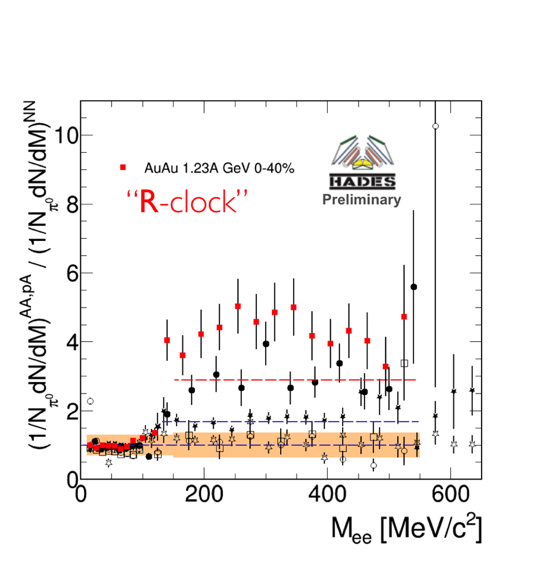 (1/N_π⁰ dN/dM)^AA,pA / (1/N_π⁰ dN/dM)^NN
10
8
6
4
2
0
AuAu 1.23A GeV 0-40%
“R-clock”
HADES
Preliminary
0
200
400
600
M_ee [MeV/c²]